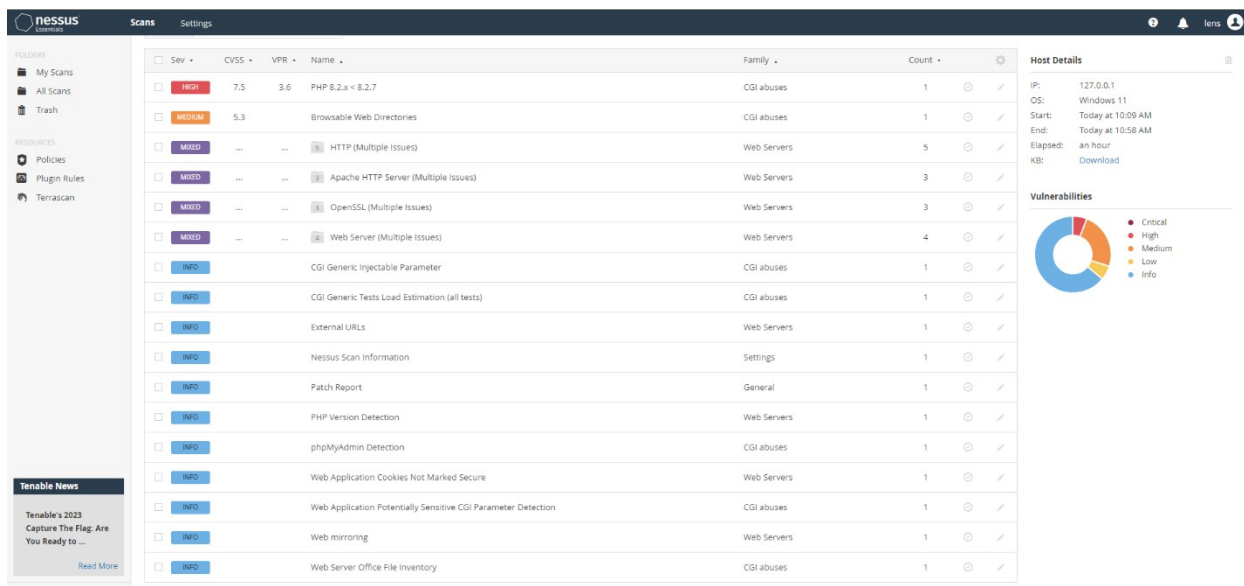 nessus Essentials Scans Settings lens
FOLDERS
My Scans
All Scans
Trash
RESOURCES
Policies
Plugin Rules
Terrascan
Tenable News
Tenable's 2023
Capture The Flag: Are
You Ready to ...
Read More
Sev CVSS VPR Name Family Count
HIGH 7.5 3.6 PHP 8.2.x < 8.2.7 CGI abuses 1
MEDIUM 5.3 Browsable Web Directories CGI abuses 1
MIXED ... ... 5 HTTP (Multiple Issues) Web Servers 5
MIXED ... ... 3 Apache HTTP Server (Multiple Issues) Web Servers 3
MIXED ... ... 3 OpenSSL (Multiple Issues) Web Servers 3
MIXED ... ... 4 Web Server (Multiple Issues) Web Servers 4
INFO CGI Generic Injectable Parameter CGI abuses 1
INFO CGI Generic Tests Load Estimation (all tests) CGI abuses 1
INFO External URLs Web Servers 1
INFO Nessus Scan Information Settings 1
INFO Patch Report General 1
INFO PHP Version Detection Web Servers 1
INFO phpMyAdmin Detection CGI abuses 1
INFO Web Application Cookies Not Marked Secure Web Servers 1
INFO Web Application Potentially Sensitive CGI Parameter Detection CGI abuses 1
INFO Web mirroring Web Servers 1
INFO Web Server Office File Inventory CGI abuses 1
Host Details
IP: 127.0.0.1
OS: Windows 11
Start: Today at 10:09 AM
End: Today at 10:58 AM
Elapsed: an hour
KB: Download
Vulnerabilities
Critical
High
Medium
Low
Info